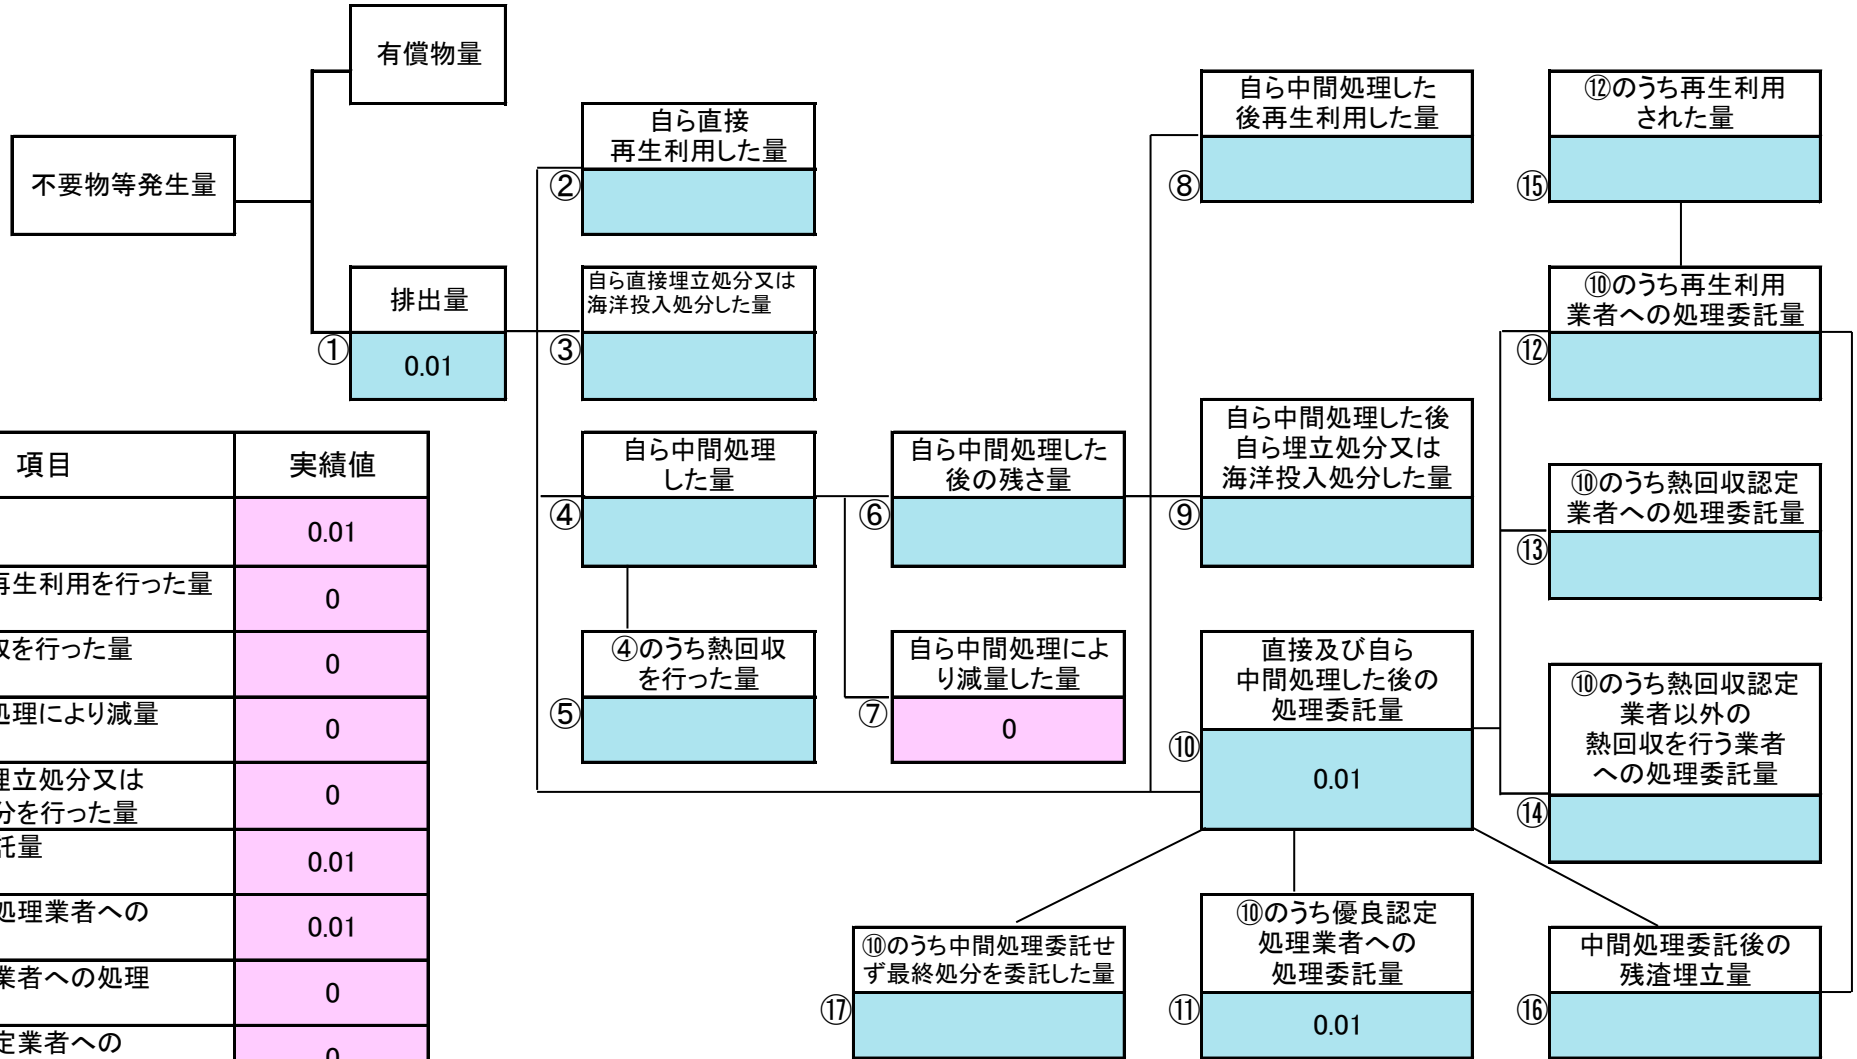 有償物量
不要物等発生量
排出量
①
0.01
自ら直接
再生利用した量
②
自ら直接埋立処分又は
海洋投入処分した量
③
自ら中間処理
した量
④
④のうち熱回収
を行った量
⑤
自ら中間処理した
後の残さ量
⑥
自ら中間処理によ
り減量した量
⑦
0
自ら中間処理した
後再生利用した量
⑧
自ら中間処理した後
自ら埋立処分又は
海洋投入処分した量
⑨
直接及び自ら
中間処理した後の
処理委託量
⑩
0.01
⑫のうち再生利用
された量
⑮
⑩のうち再生利用
業者への処理委託量
⑫
⑩のうち熱回収認定
業者への処理委託量
⑬
⑩のうち熱回収認定
業者以外の
熱回収を行う業者
への処理委託量
⑭
⑩のうち中間処理委託せ
ず最終処分を委託した量
⑰
⑩のうち優良認定
処理業者への
処理委託量
⑪
0.01
中間処理委託後の
残渣埋立量
⑯
項目
実績値
0.01
再生利用を行った量
0
を行った量
0
処理により減量
0
埋立処分又は
分を行った量
0
託量
0.01
処理業者への
0.01
業者への処理
0
定業者への
0